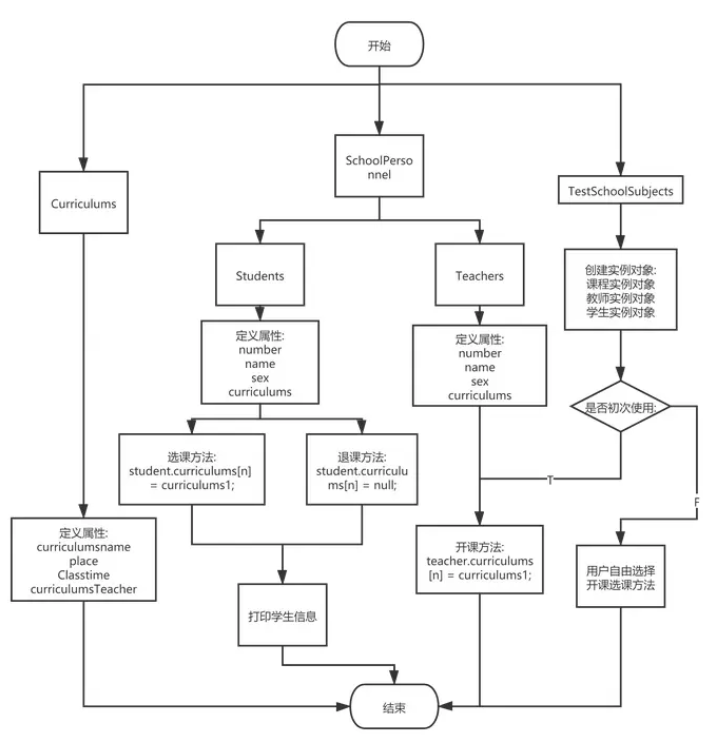 开始
SchoolPerso
nnel
Curriculums
TestSchoolSubjects
Students
Teachers
创建实例对象:
课程实例对象
教师实例对象
学生实例对象
定义属性:
number
name
sex
curriculums
定义属性:
number
name
sex
curriculums
是否初次使用:
选课方法:
student.curriculums[n]
= curriculums1;
退课方法:
student.curriculu
ms[n] = null;
T
F
定义属性:
curriculumsname
place
Classtime
curriculumsTeacher
开课方法:
teacher.curriculums
[n] = curriculums1;
用户自由选择
开课选课方法
打印学生信息
结束